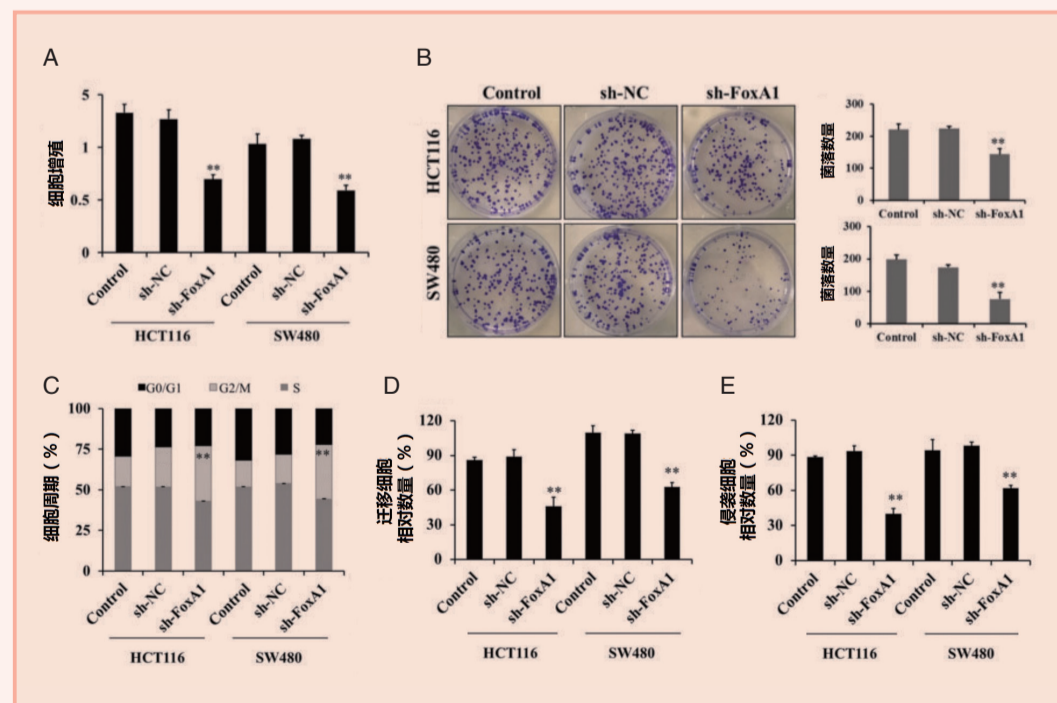 A
5
1
0.5
0
细胞增殖
**
**
Control
sh-NC
sh-FoxA1
Control
sh-NC
sh-FoxA1
HCT116
SW480
B
Control
sh-NC
sh-FoxA1
HCT116
SW480
300
200
100
0
菌落数量
**
Control
sh-NC
sh-FoxA1
300
200
100
0
菌落数量
**
Control
sh-NC
sh-FoxA1
C
G0/G1
G2/M
S
100
75
50
25
0
细胞周期(%)
**
**
Control
sh-NC
sh-FoxA1
Control
sh-NC
sh-FoxA1
HCT116
SW480
D
120
90
60
30
0
迁移细胞
相对数量(%)
**
**
Control
sh-NC
sh-FoxA1
Control
sh-NC
sh-FoxA1
HCT116
SW480
E
120
90
60
30
0
侵袭细胞
相对数量(%)
**
**
Control
sh-NC
sh-FoxA1
Control
sh-NC
sh-FoxA1
HCT116
SW480